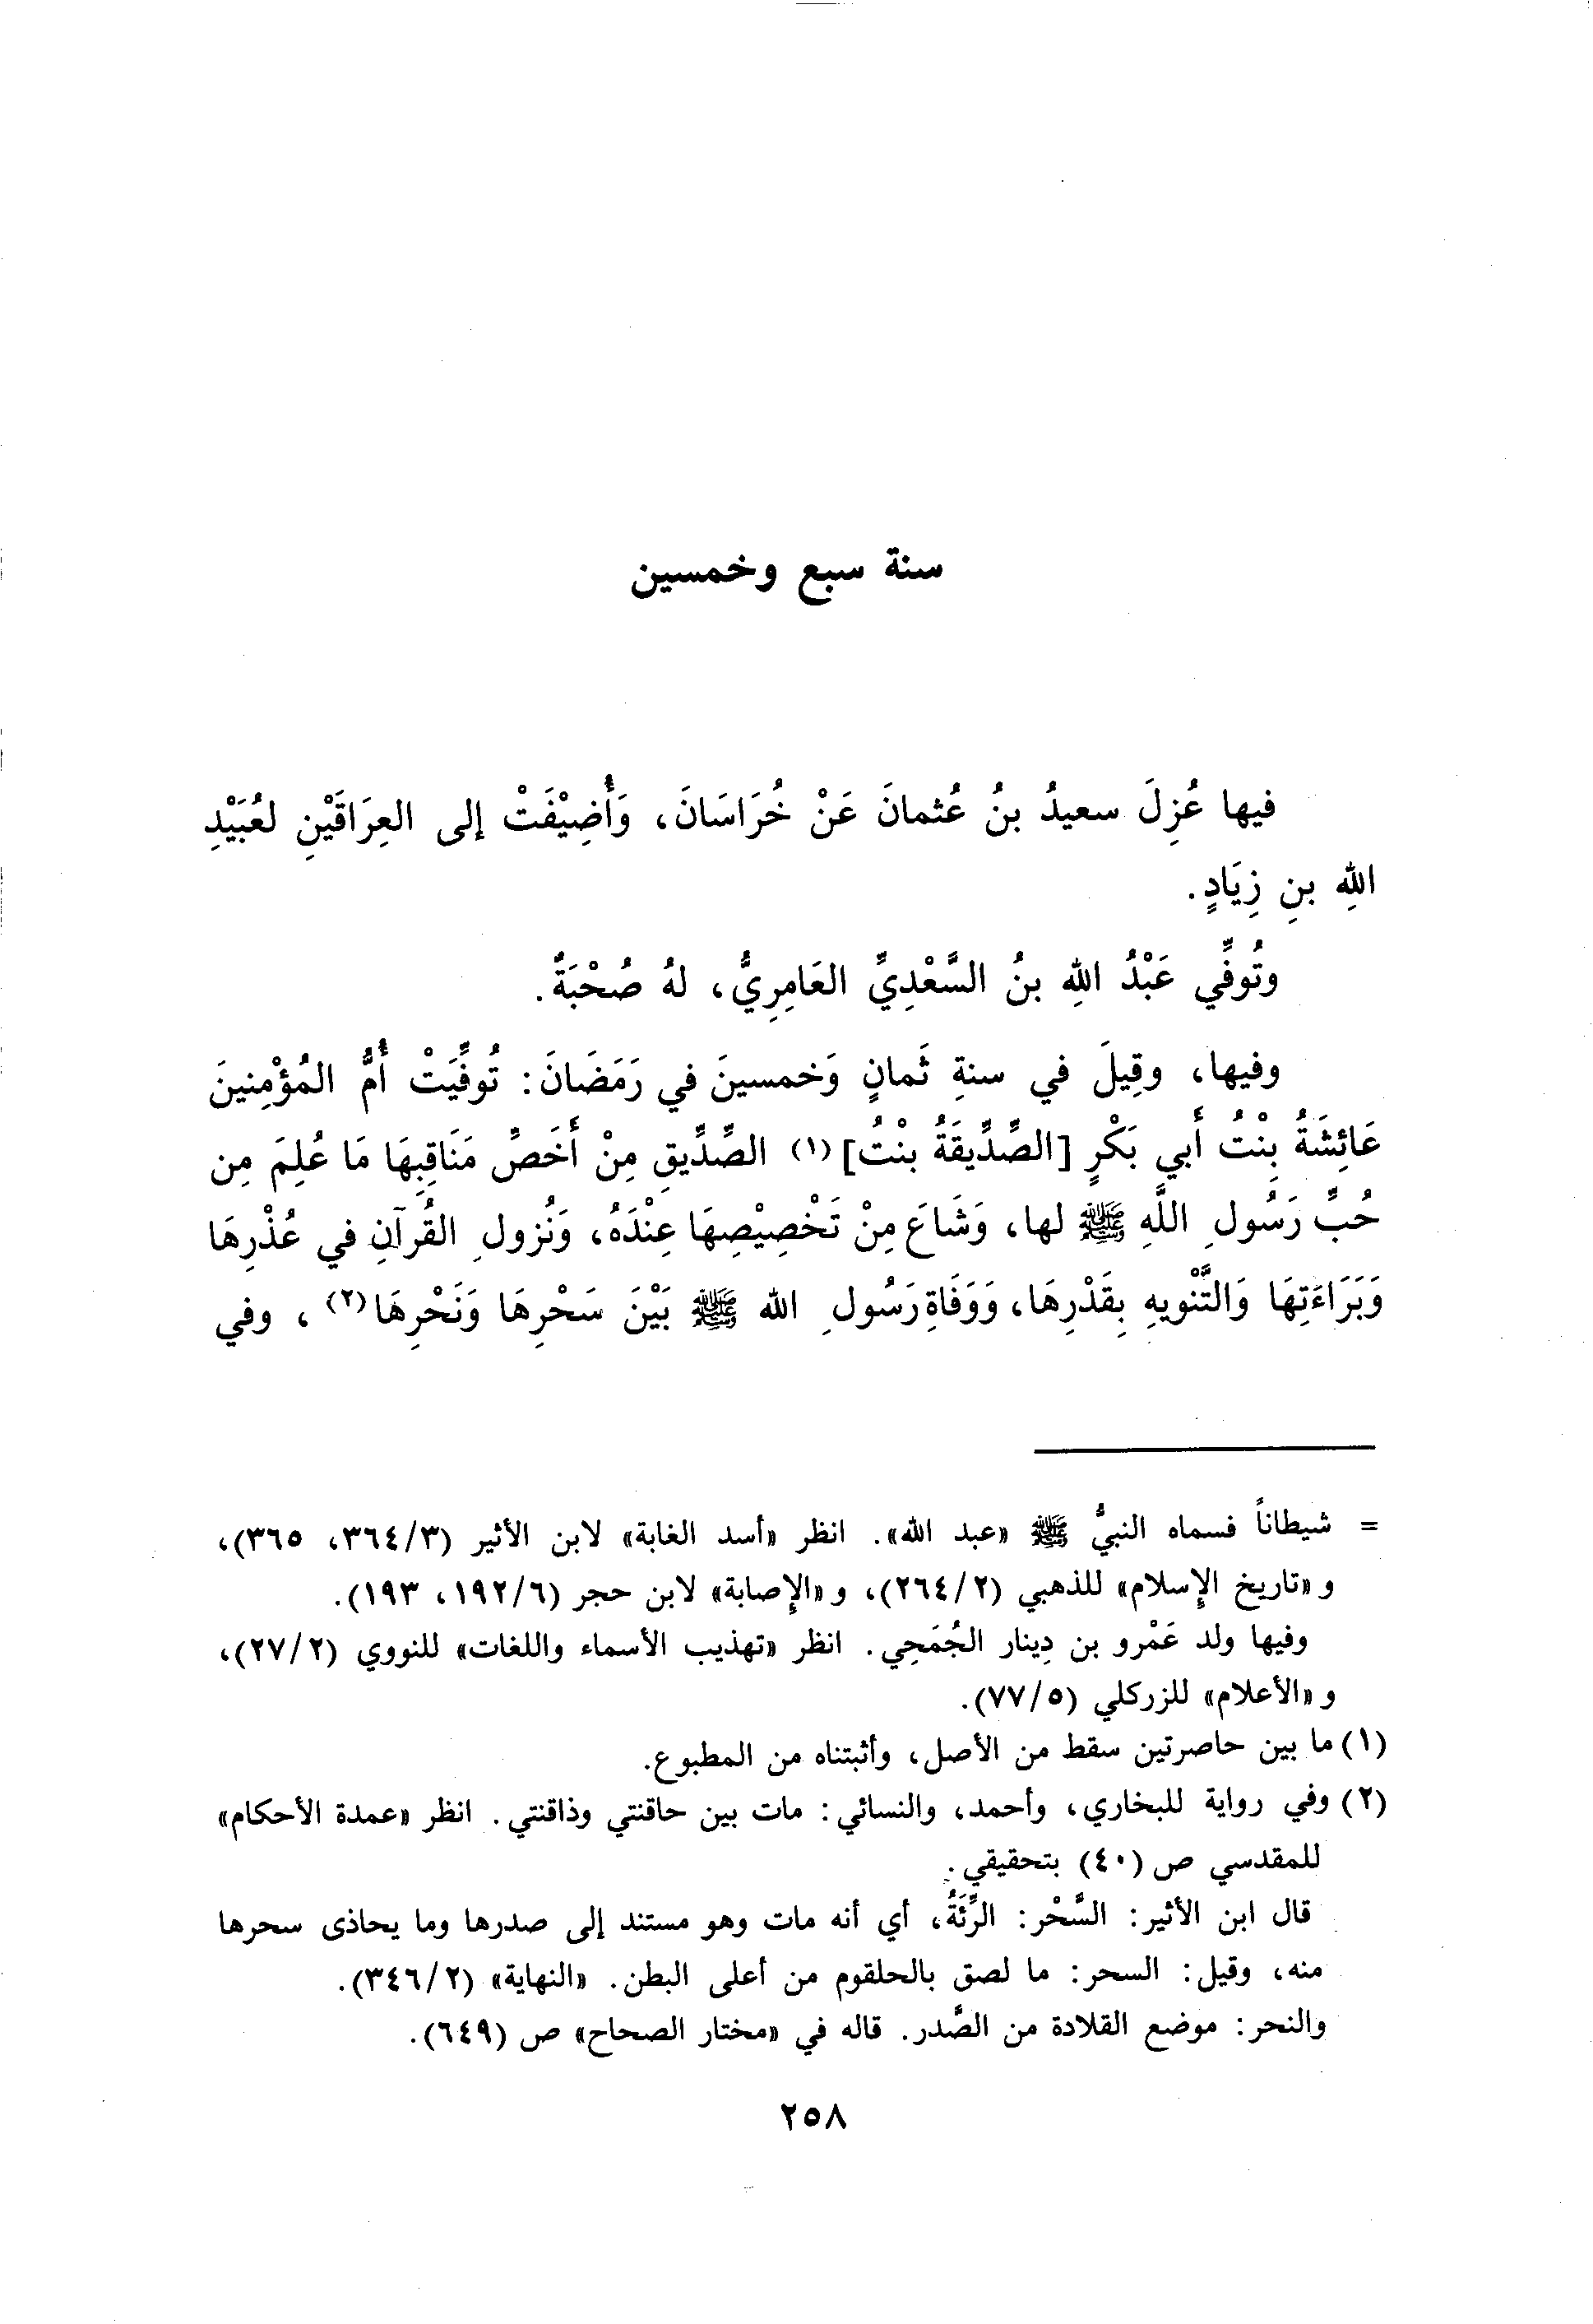 سنة سبع وخمسين
فيها عُزِلَ سعيدُ بنُ عُثمانَ عَنْ خُرَاسَانَ، وَأُضِيْفَتْ إلى العِرَاقَيْنِ لعُبَيْدِ
اللهِ بنِ زِيَادٍ.
وتُوفِّي عَبْدُ اللهِ بنُ السَّعْدِيِّ العَامِرِيُّ، لهُ صُحْبَةٌ.
وفيها، وقِيلَ في سنةِ ثَمانٍ وَخمسينَ في رَمَضَانَ: تُوفِّيَتْ أُمُّ المُؤْمِنينَ
عَائِشَةُ بِنْتُ أَبي بَكْرٍ [الصِّدِّيقَةُ بنْتُ] (١) الصِّدِّيقِ مِنْ أَخَصِّ مَنَاقِبِهَا مَا عُلِمَ مِن
حُبِّ رَسُولِ اللَّهِ ﷺ لها، وَشَاعَ مِنْ تَخْصِيْصِهَا عِنْدَهُ، وَنُزولِ القُرآنِ في عُذْرِهَا
وَبَرَاءَتِهَا وَالتَّنْويهِ بِقَدْرِهَا، وَوَفَاةِ رَسُولِ الله ﷺ بَيْنَ سَحْرِهَا وَنَحْرِهَا (٢)، وفي
= شيطاناً فسماه النبيُّ ﷺ «عبد الله». انظر «أسد الغابة» لابن الأثير (٣/ ٣٦٤، ٣٦٥)،
و «تاريخ الإسلام» للذهبي (٢/ ٢٦٤)، و «الإصابة» لابن حجر (٦/ ١٩٢، ١٩٣).
وفيها ولد عَمْرو بن دِينار الجُمَحِي. انظر «تهذيب الأسماء واللغات» للنووي (٢/ ٢٧)،
و «الأعلام» للزركلي (٥/ ٧٧).
(١) ما بين حاصرتين سقط من الأصل، وأثبتناه من المطبوع.
(٢) وفي رواية للبخاري، وأحمد، والنسائي: مات بين حاقنتي وذاقنتي. انظر «عمدة الأحكام»
للمقدسي ص (٤٠) بتحقيقي.
قال ابن الأثير: السَّحْر: الرِّئَةُ، أي أنه مات وهو مستند إلى صدرها وما يحاذى سحرها
منه، وقيل: السحر: ما لصق بالحلقوم من أعلى البطن. «النهاية» (٢/ ٣٤٦).
والنحر: موضع القلادة من الصَّدر. قاله في «مختار الصحاح» ص (٦٤٩).
٢٥٨